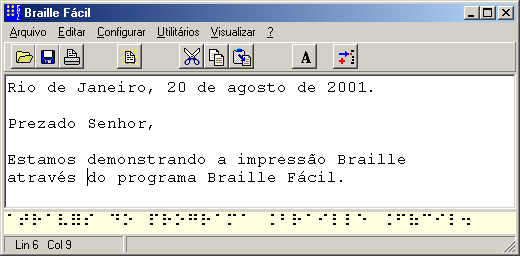 Braille Fácil
Arquivo Editar Configurar Utilitários Visualizar ?
A
Rio de Janeiro, 20 de agosto de 2001.
Prezado Senhor,
Estamos demonstrando a impressão Braille
através do programa Braille Fácil.
Lin 6 Col 9